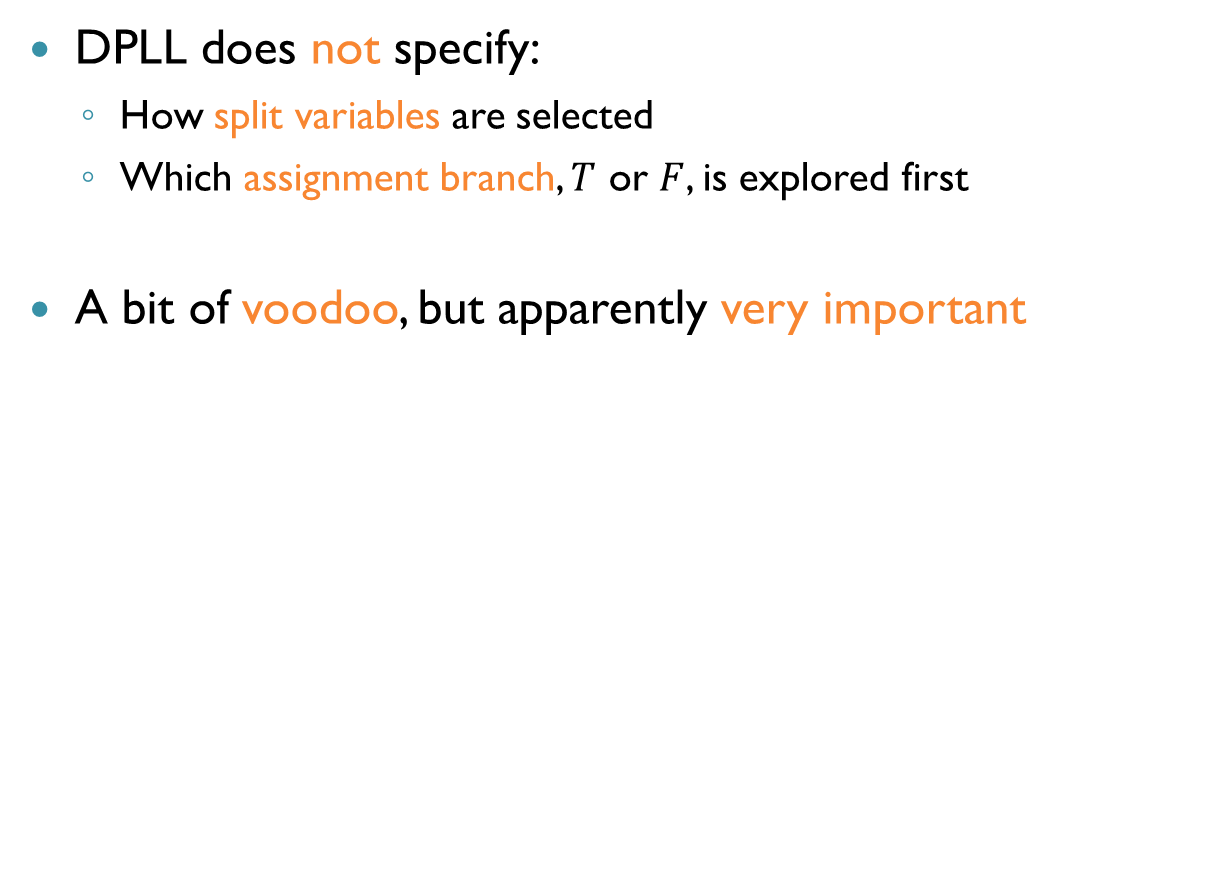 • DPLL does not specify:
◦ How split variables are selected
◦ Which assignment branch, T or F, is explored first
• A bit of voodoo, but apparently very important